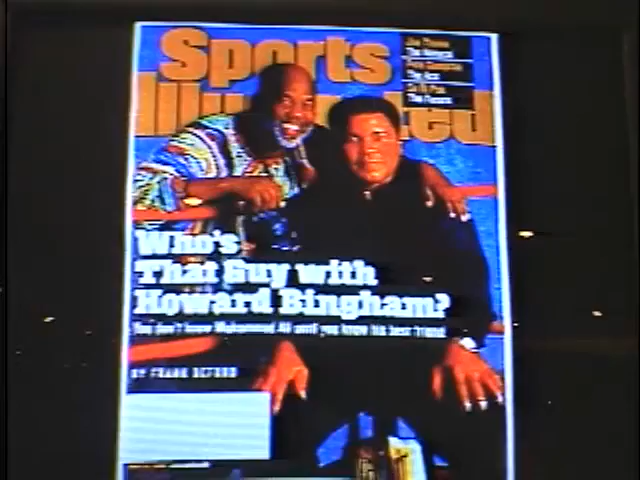 Sports
Illustrated
Who's
That Guy with
Howard Bingham?
You don't know Muhammad Ali until you know his best friend
BY FRANK DEFORD